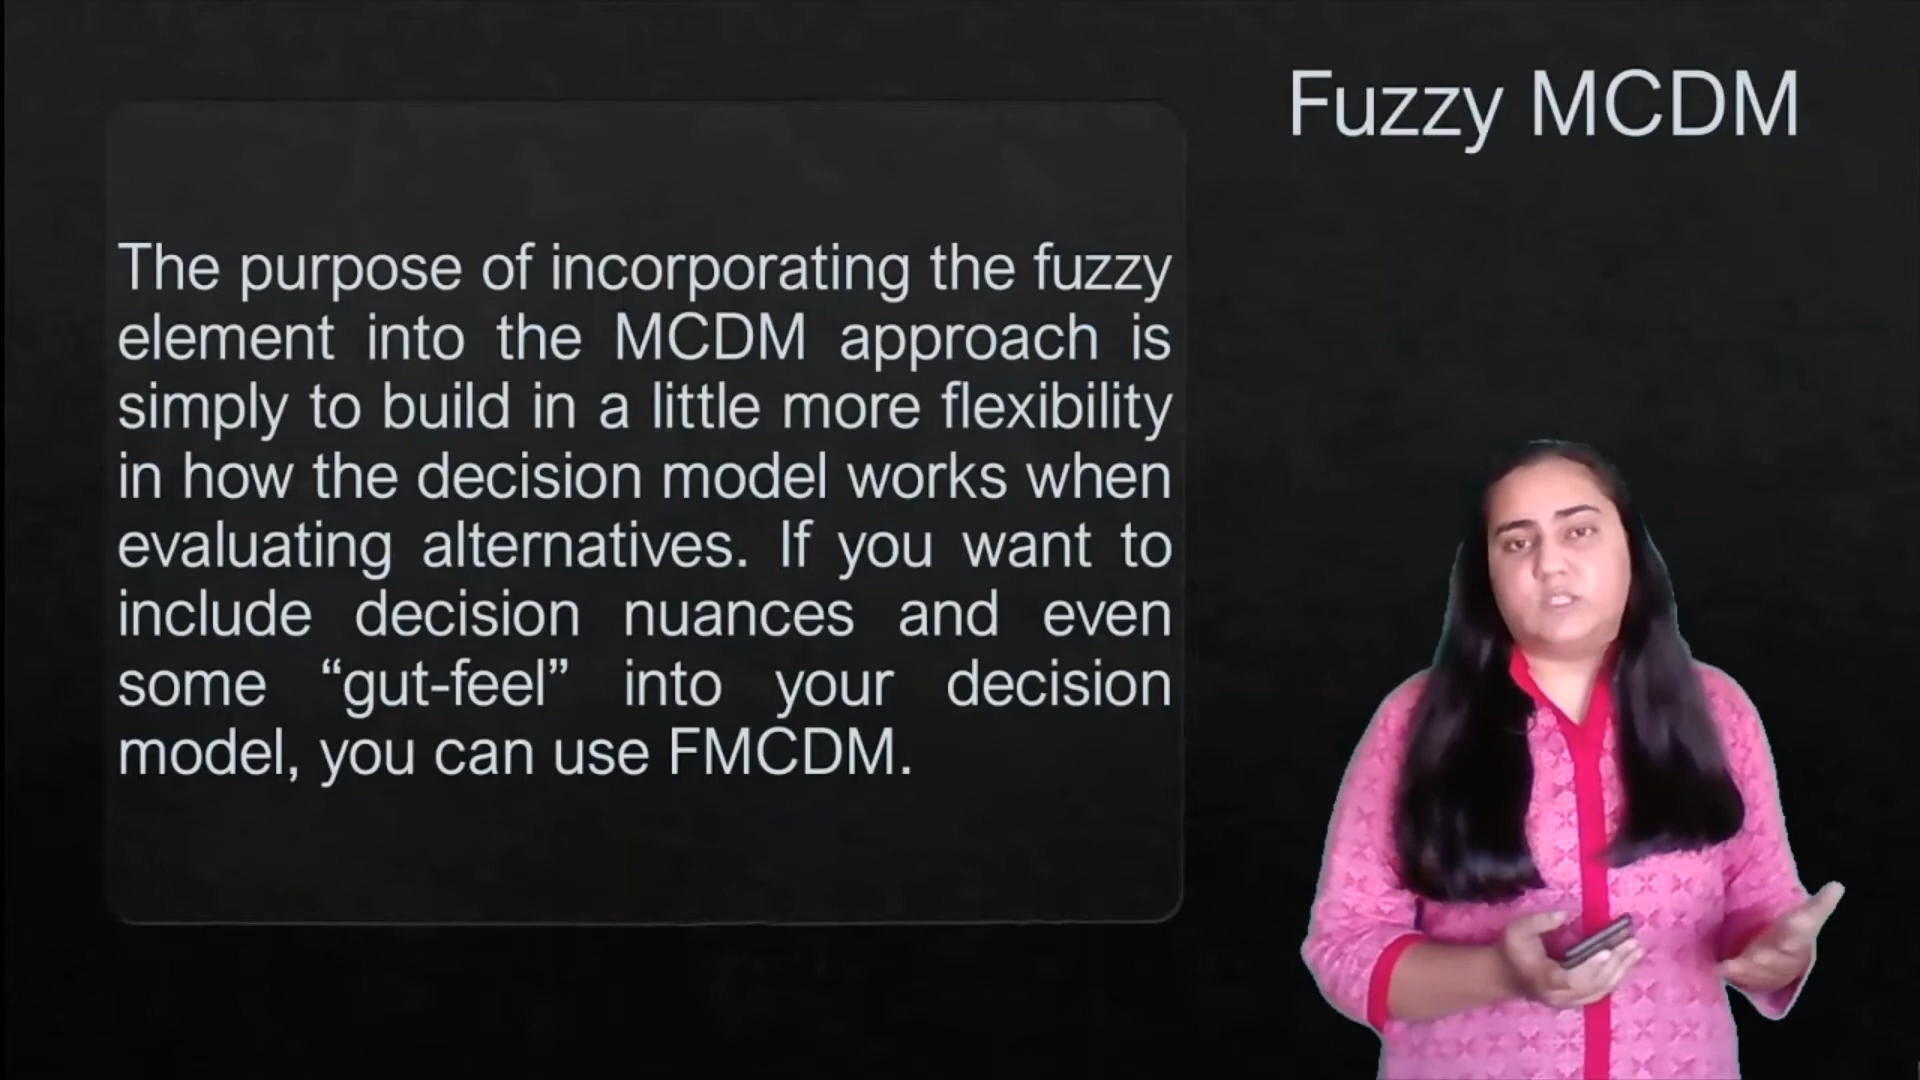 Fuzzy MCDM
The purpose of incorporating the fuzzy
element into the MCDM approach is
simply to build in a little more flexibility
in how the decision model works when
evaluating alternatives. If you want to
include decision nuances and even
some “gut-feel” into your decision
model, you can use FMCDM.